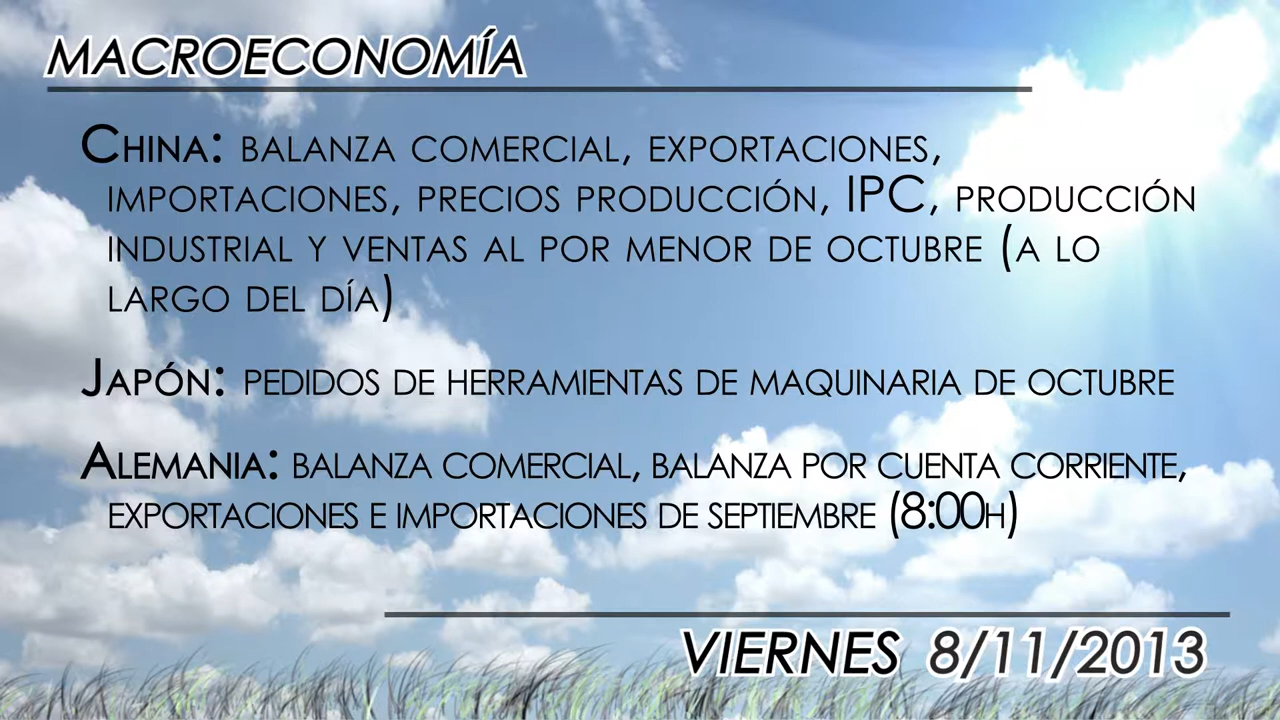 MACROECONOMÍA
China: balanza comercial, exportaciones,
importaciones, precios producción, IPC, producción
industrial y ventas al por menor de octubre (a lo
largo del día)
Japón: pedidos de herramientas de maquinaria de octubre
Alemania: balanza comercial, balanza por cuenta corriente,
exportaciones e importaciones de septiembre (8:00h)
VIERNES 8/11/2013